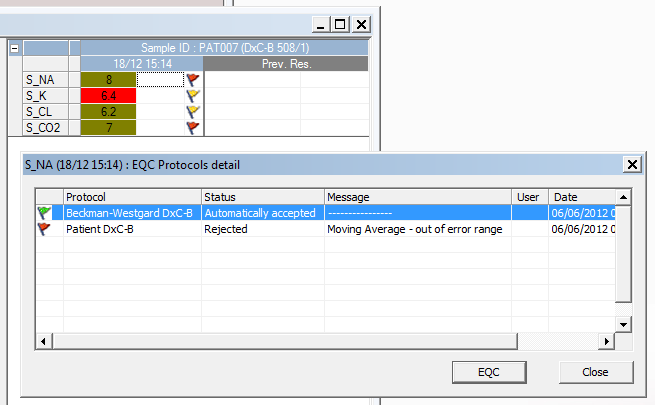 Sample ID : PAT007 (DxC-B 508/1)
18/12 15:14 Prev. Res.
S_NA 8
S_K 6.4
S_CL 6.2
S_CO2 7
S_NA (18/12 15:14) : EQC Protocols detail
Protocol Status Message User Date
Beckman-Westgard DxC-B Automatically accepted ---------------- 06/06/2012 0
Patient DxC-B Rejected Moving Average - out of error range 06/06/2012 0
EQC Close